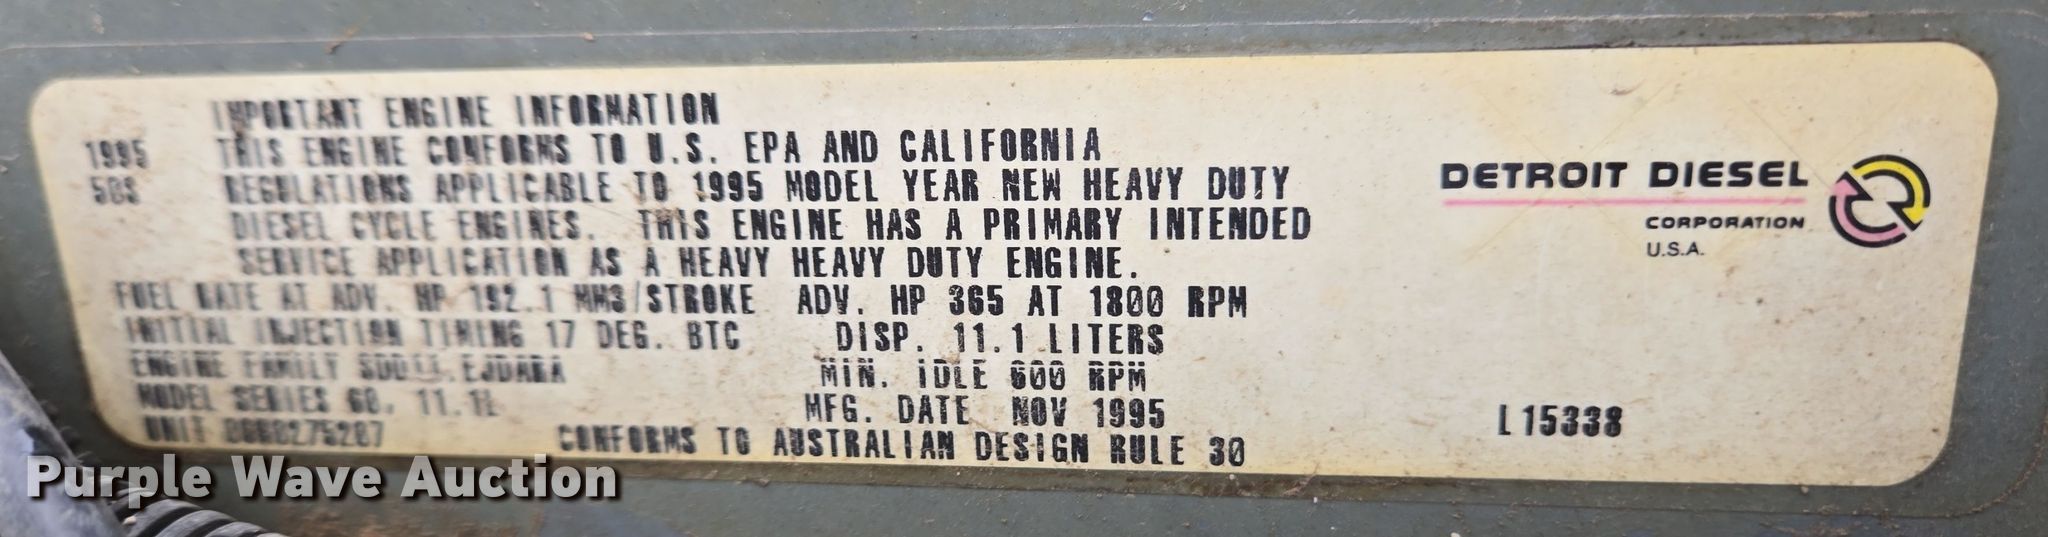 IMPORTANT ENGINE INFORMATION
1995 THIS ENGINE CONFORMS TO U.S. EPA AND CALIFORNIA
REGULATIONS APPLICABLE TO 1995 MODEL YEAR NEW HEAVY DUTY
DIESEL CYCLE ENGINES. THIS ENGINE HAS A PRIMARY INTENDED
SERVICE APPLICATION AS A HEAVY HEAVY DUTY ENGINE.
FUEL RATE AT ADV. HP 192.1 MM3/STROKE ADV. HP 365 AT 1800 RPM
INITIAL INJECTION TIMING 17 DEG. BTC DISP. 11.1 LITERS
ENGINE FAMILY MIN. IDLE 600 RPM
MODEL SERIES 60, 11.1L MFG. DATE NOV 1995
UNIT CONFORMS TO AUSTRALIAN DESIGN RULE 30
DETROIT DIESEL
CORPORATION
U.S.A.
L15338
Purple Wave Auction